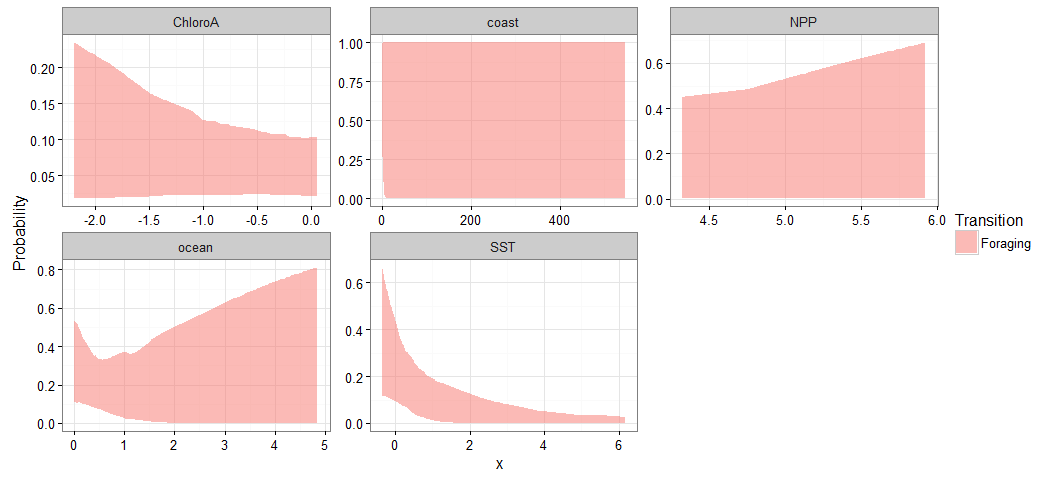 ChloroA
coast
NPP
0.20
0.15
0.10
0.05
-2.0 -1.5 -1.0 -0.5 0.0
1.00
0.75
0.50
0.25
0.00
0 200 400
0.6
0.4
0.2
0.0
4.5 5.0 5.5 6.0
Probability
ocean
SST
0.8
0.6
0.4
0.2
0.0
0 1 2 3 4 5
0.6
0.4
0.2
0.0
0 2 4 6
x
Transition
Foraging